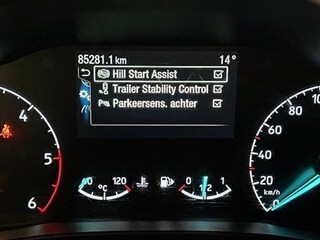 85281.1 km 14°
Hill Start Assist
Trailer Stability Control
Parkeersens. achter
4
5
6
60 °C 120
0 1/2 1
100
80
60
40
20
0
km/h